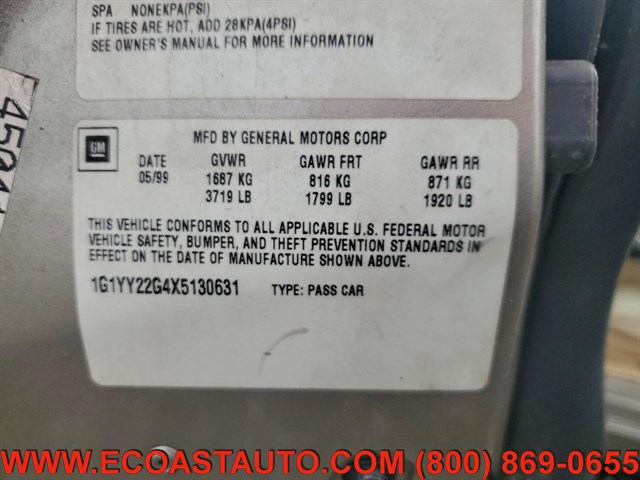 SPA NONEKPA(PSI)
IF TIRES ARE HOT, ADD 28KPA(4PSI)
SEE OWNER'S MANUAL FOR MORE INFORMATION
GM
MFD BY GENERAL MOTORS CORP
DATE GVWR GAWR FRT GAWR RR
05/99 1687 KG 816 KG 871 KG
3719 LB 1799 LB 1920 LB
THIS VEHICLE CONFORMS TO ALL APPLICABLE U.S. FEDERAL MOTOR
VEHICLE SAFETY, BUMPER, AND THEFT PREVENTION STANDARDS IN
EFFECT ON THE DATE OF MANUFACTURE SHOWN ABOVE.
1G1YY22G4X5130631 TYPE: PASS CAR
WWW.ECOASTAUTO.COM (800) 869-0655